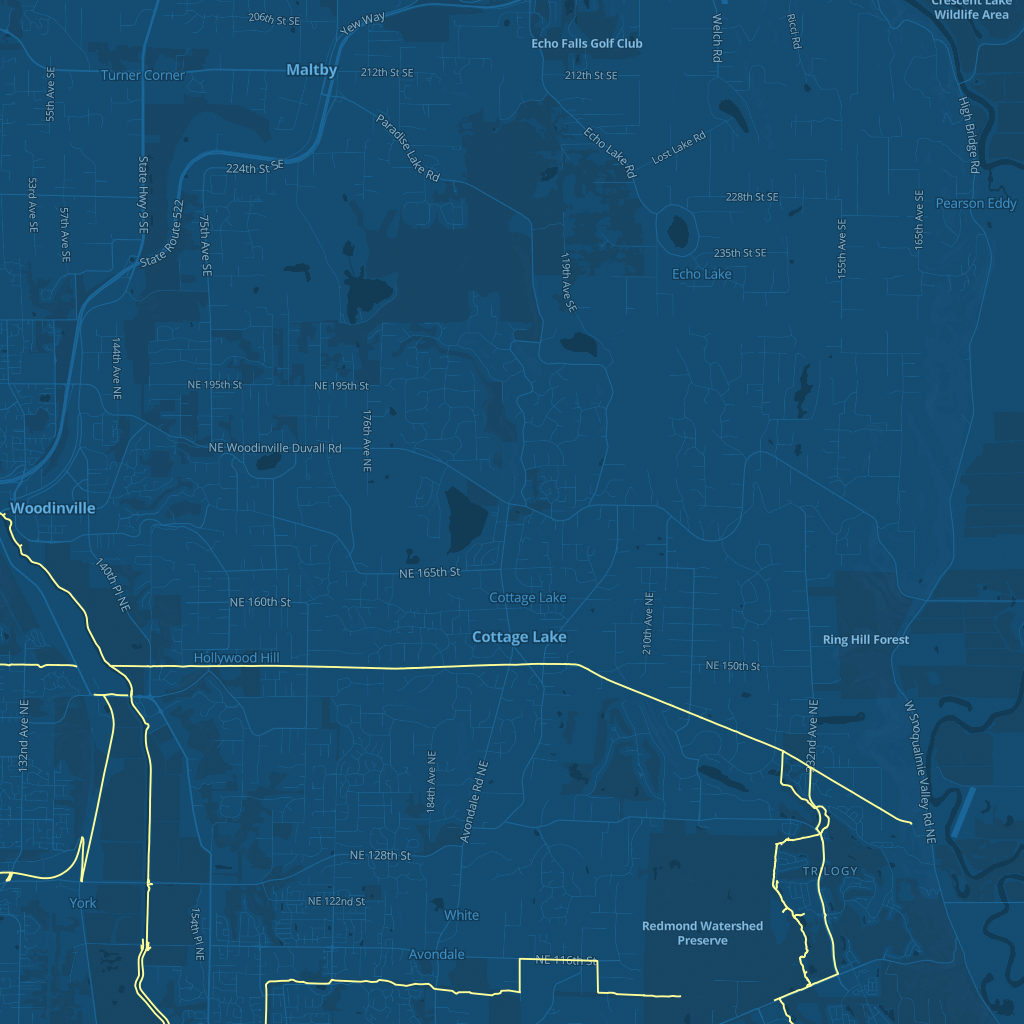 Crescent Lake
Wildlife Area
206th St SE
Yew Way
Welch Rd
Ricci Rd
Echo Falls Golf Club
Turner Corner
Maltby
212th St SE
212th St SE
55th Ave SE
High Bridge Rd
Paradise Lake Rd
Echo Lake Rd
Lost Lake Rd
224th St SE
State Hwy 9 SE
53rd Ave SE
57th Ave SE
State Route 522
75th Ave SE
228th St SE
165th Ave SE
Pearson Eddy
155th Ave SE
235th St SE
Echo Lake
119th Ave SE
144th Ave NE
NE 195th St
NE 195th St
176th Ave NE
NE Woodinville Duvall Rd
Woodinville
140th Pl NE
NE 165th St
NE 160th St
Cottage Lake
210th Ave NE
Cottage Lake
Ring Hill Forest
Hollywood Hill
NE 150th St
132nd Ave NE
232nd Ave NE
W Snoqualmie Valley Rd NE
184th Ave NE
Avondale Rd NE
NE 128th St
TRILOGY
York
NE 122nd St
154th Pl NE
White
Redmond Watershed
Preserve
Avondale
NE 116th St